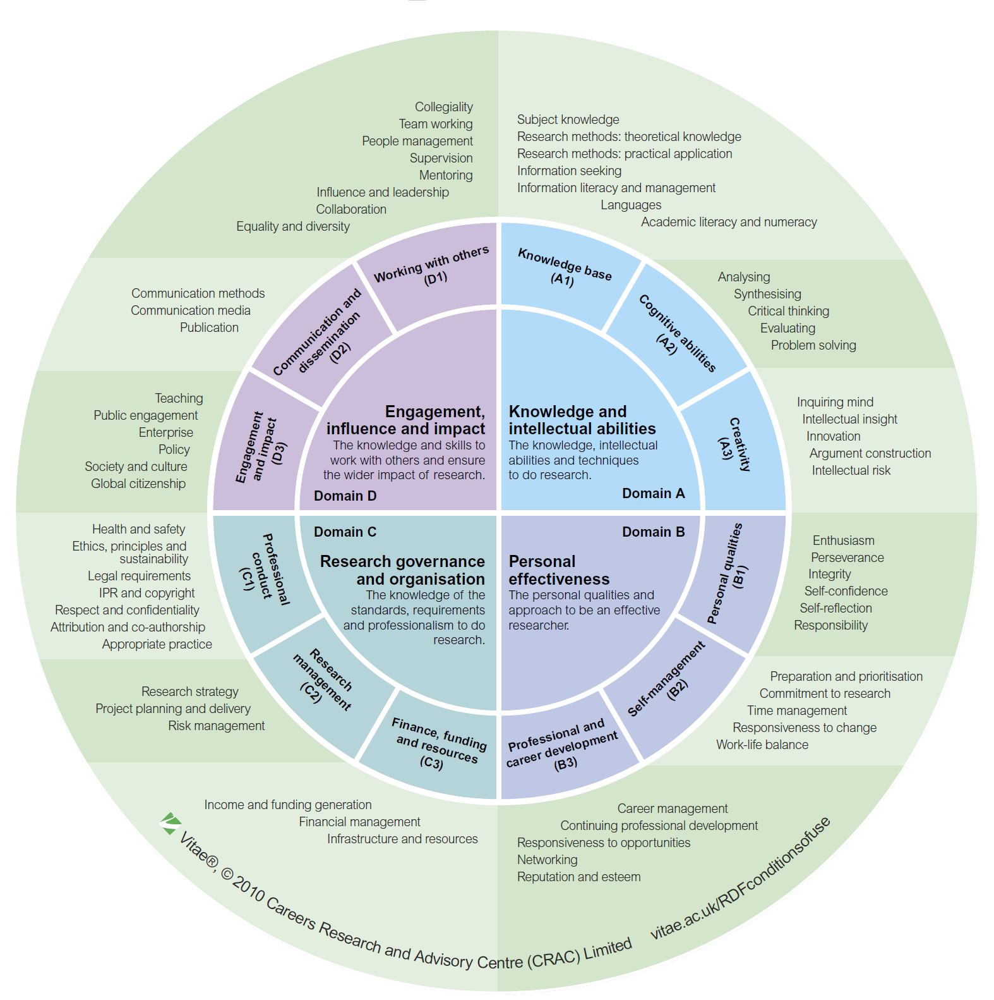 Collegiality
Team working
People management
Supervision
Mentoring
Influence and leadership
Collaboration
Equality and diversity
Subject knowledge
Research methods: theoretical knowledge
Research methods: practical application
Information seeking
Information literacy and management
Languages
Academic literacy and numeracy
Working with others
(D1)
Knowledge base
(A1)
Communication methods
Communication media
Publication
Communication and
dissemination
(D2)
Cognitive abilities
(A2)
Analysing
Synthesising
Critical thinking
Evaluating
Problem solving
Teaching
Public engagement
Enterprise
Policy
Society and culture
Global citizenship
Engagement
and impact
(D3)
Engagement,
influence and impact
The knowledge and skills to
work with others and ensure
the wider impact of research.
Domain D
Knowledge and
intellectual abilities
The knowledge, intellectual
abilities and techniques
to do research.
Domain A
Creativity
(A3)
Inquiring mind
Intellectual insight
Innovation
Argument construction
Intellectual risk
Health and safety
Ethics, principles and
sustainability
Legal requirements
IPR and copyright
Respect and confidentiality
Attribution and co-authorship
Appropriate practice
Professional
conduct
(C1)
Domain C
Research governance
and organisation
The knowledge of the
standards, requirements
and professionalism to do
research.
Domain B
Personal
effectiveness
The personal qualities and
approach to be an effective
researcher.
Personal qualities
(B1)
Enthusiasm
Perseverance
Integrity
Self-confidence
Self-reflection
Responsibility
Research strategy
Project planning and delivery
Risk management
Research
management
(C2)
Self-management
(B2)
Preparation and prioritisation
Commitment to research
Time management
Responsiveness to change
Work-life balance
Finance, funding
and resources
(C3)
Professional and
career development
(B3)
Income and funding generation
Financial management
Infrastructure and resources
Career management
Continuing professional development
Responsiveness to opportunities
Networking
Reputation and esteem
Vitae®, © 2010 Careers Research and Advisory Centre (CRAC) Limited
vitae.ac.uk/RDFconditionsofuse